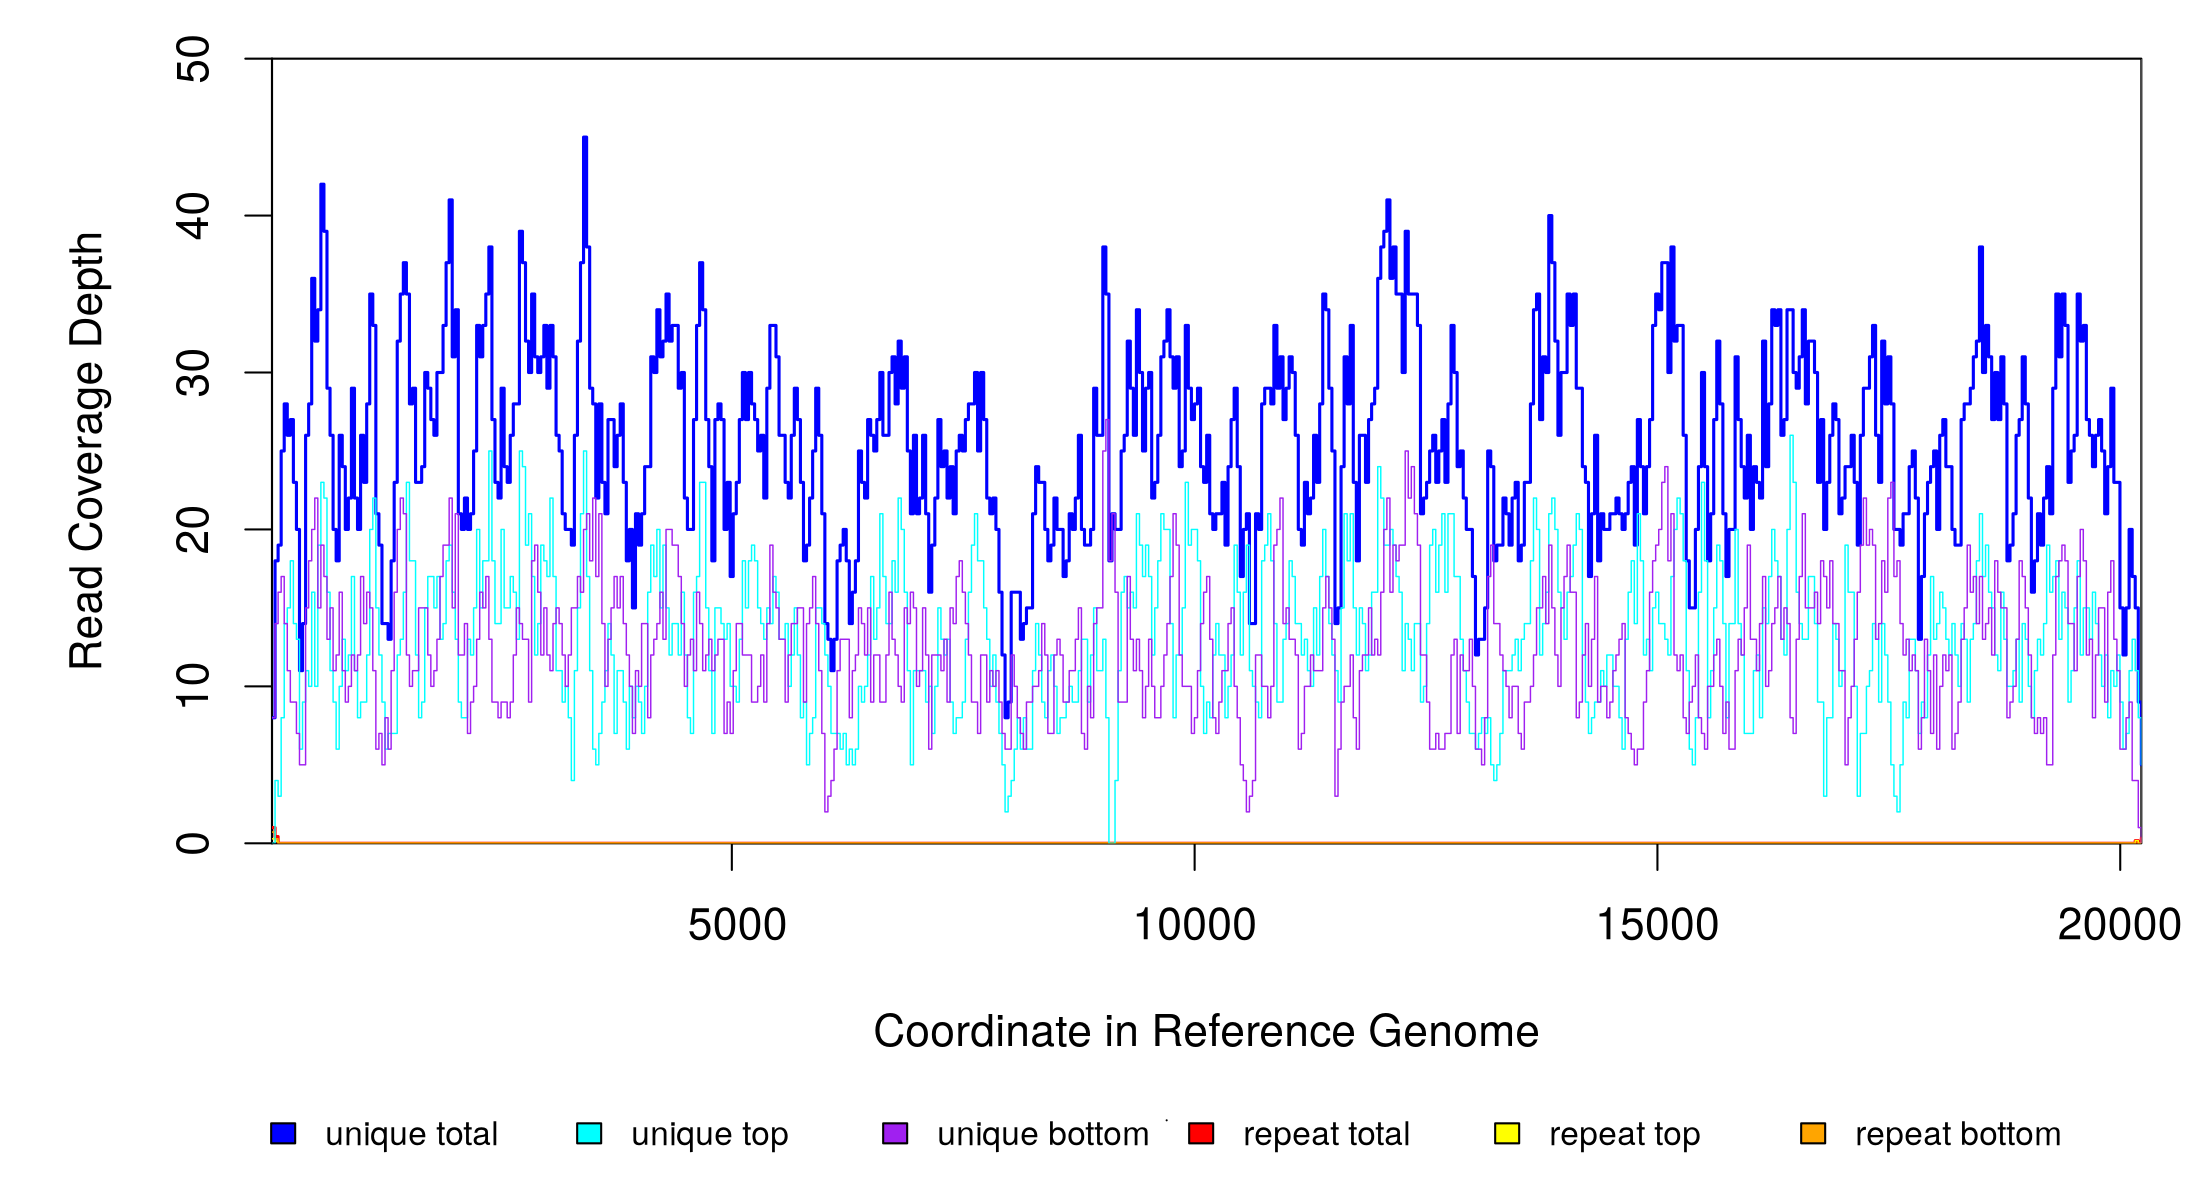 Read Coverage Depth
50
40
30
20
10
0
5000 10000 15000 20000
Coordinate in Reference Genome
unique total unique top unique bottom repeat total repeat top repeat bottom